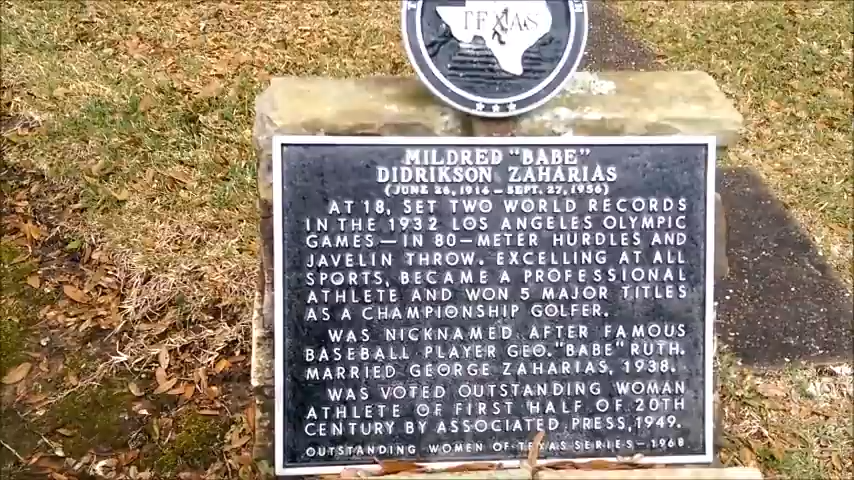 TEXAS
MILDRED "BABE"
DIDRIKSON ZAHARIAS
(JUNE 26, 1914 — SEPT. 27, 1956)
AT 18, SET TWO WORLD RECORDS
IN THE 1932 LOS ANGELES OLYMPIC
GAMES—IN 80-METER HURDLES AND
JAVELIN THROW. EXCELLING AT ALL
SPORTS, BECAME A PROFESSIONAL
ATHLETE AND WON 5 MAJOR TITLES
AS A CHAMPIONSHIP GOLFER.
WAS NICKNAMED AFTER FAMOUS
BASEBALL PLAYER GEO. "BABE" RUTH.
MARRIED GEORGE ZAHARIAS IN 1938.
WAS VOTED OUTSTANDING WOMAN
ATHLETE OF FIRST HALF OF 20TH
CENTURY BY ASSOCIATED PRESS, 1949.
OUTSTANDING WOMEN OF TEXAS SERIES - 1968